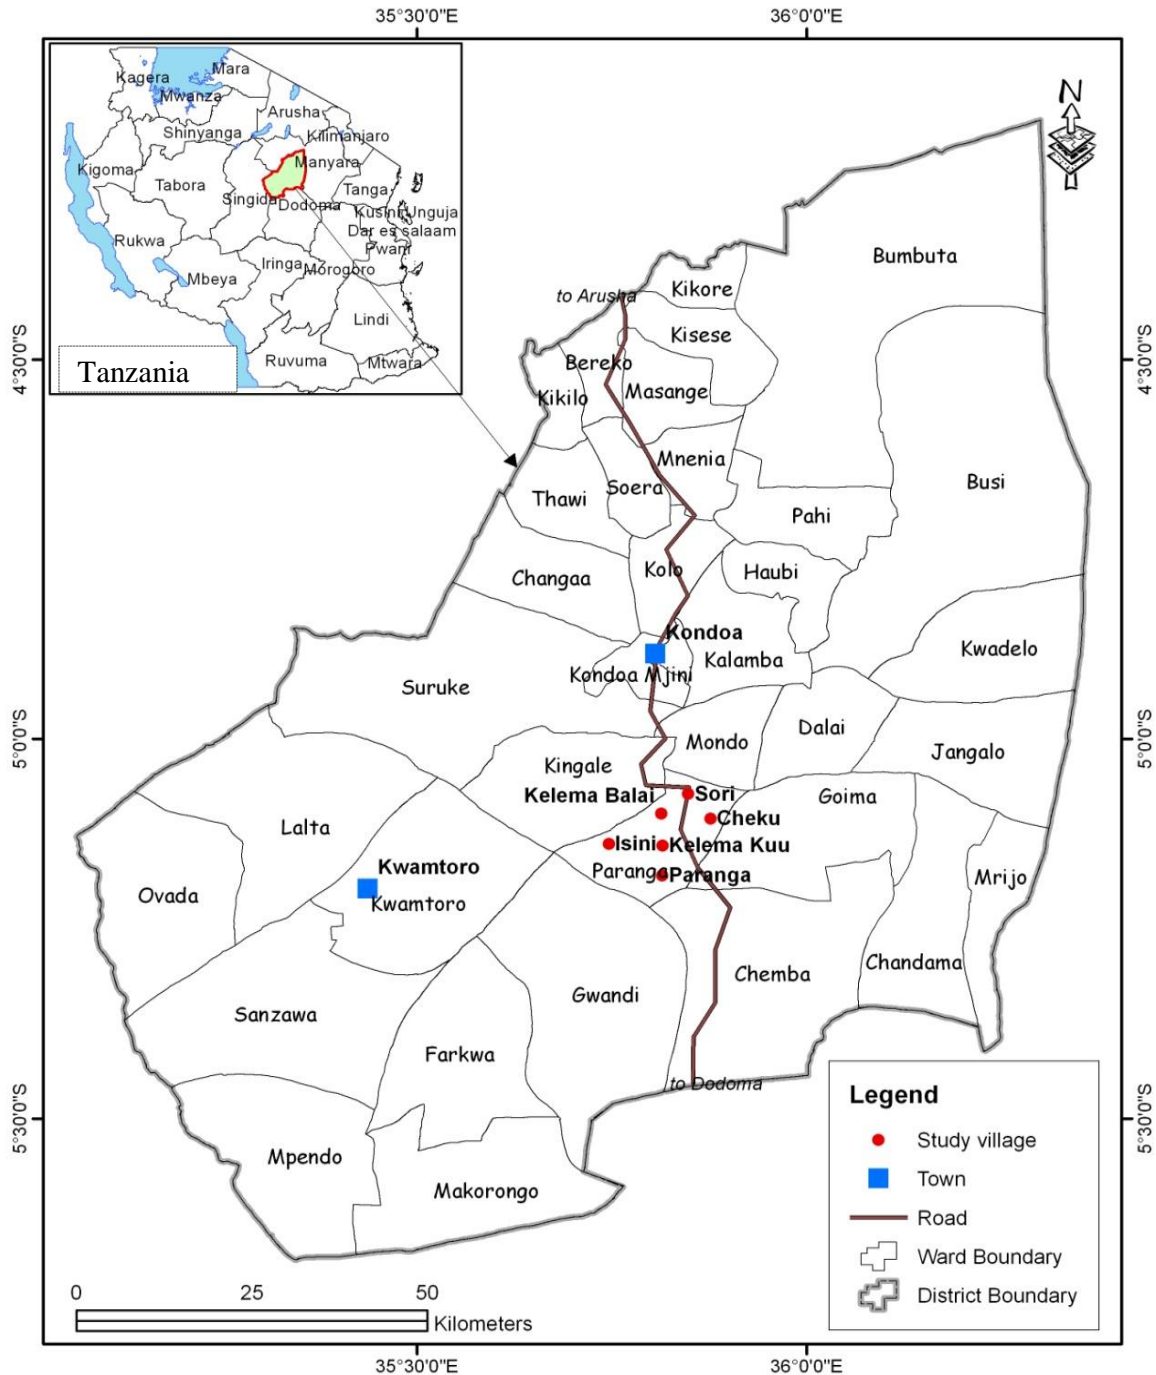 35°30'0"E
36°0'0"E
Kagera
Mara
Mwanza
Arusha
Shinyanga
Kilimanjaro
Kigoma
Manyara
Tabora
Tanga
Singida
Dodoma
Kusini Unguja
Dar es salaam
Pwani
Rukwa
Iringa
Morogoro
Mbeya
Lindi
Ruvuma
Mtwara
Tanzania
N
Bumbuta
Kikore
to Arusha
Kisese
4°30'0"S
4°30'0"S
Bereko
Masange
Kikilo
Mnenia
Busi
Soera
Thawi
Pahi
Kolo
Haubi
Changaa
Kondoa
Kwadelo
Kalamba
Kondoa Mjini
Suruke
Dalai
5°0'0"S
5°0'0"S
Mondo
Jangalo
Kingale
Kelema Balai
Sori
Goima
Cheku
Lalta
Isini
Kelema Kuu
Kwamtoro
Paranga
Paranga
Mrijo
Ovada
Kwamtoro
Chandama
Chemba
Gwandi
Sanzawa
Farkwa
to Dodoma
5°30'0"S
5°30'0"S
Mpendo
Makorongo
Legend
Study village
Town
Road
Ward Boundary
District Boundary
0 25 50
Kilometers
35°30'0"E
36°0'0"E